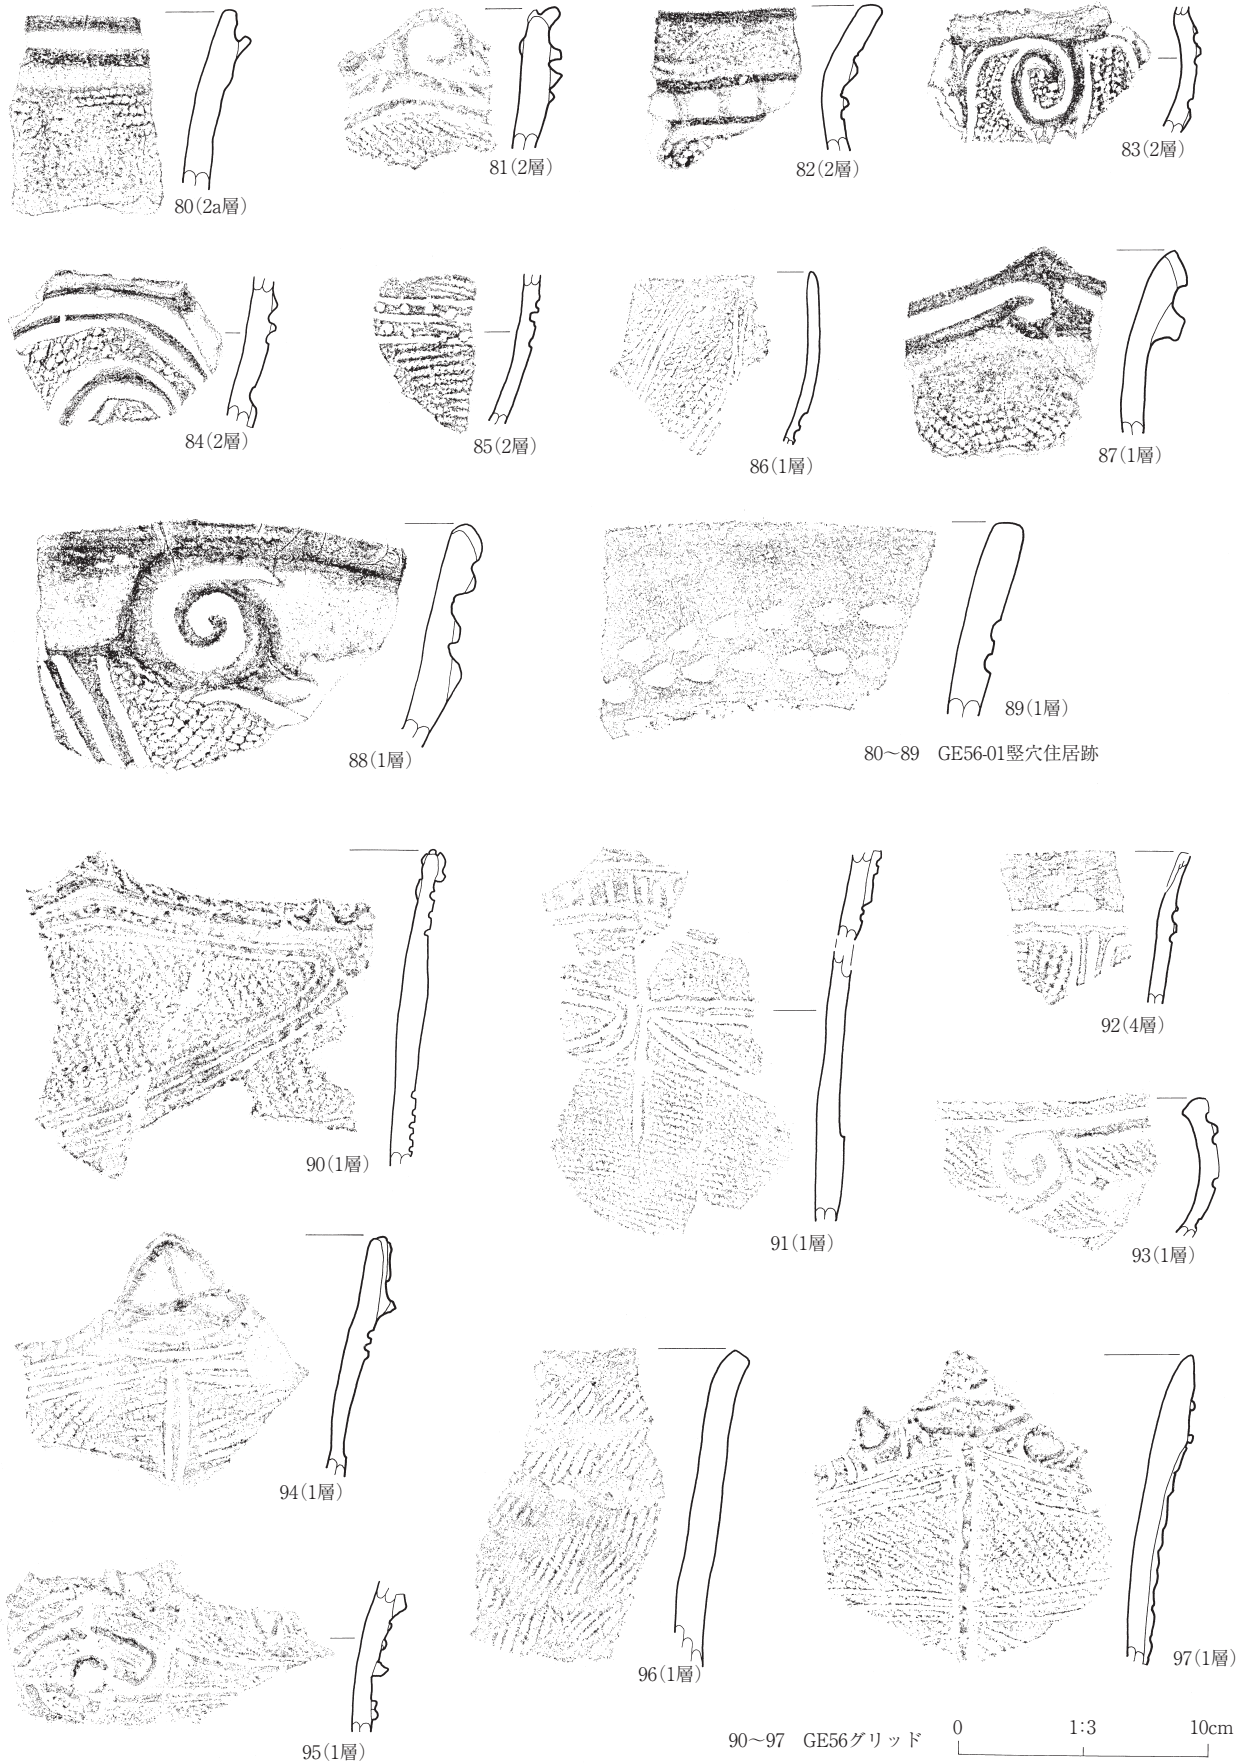 80(2a層)
81(2層)
82(2層)
83(2層)
84(2層)
85(2層)
86(1層)
87(1層)
88(1層)
89(1層)
80〜89　GE56-01竪穴住居跡
90(1層)
91(1層)
92(4層)
93(1層)
94(1層)
95(1層)
96(1層)
97(1層)
90〜97　GE56グリッド
0 1:3 10cm